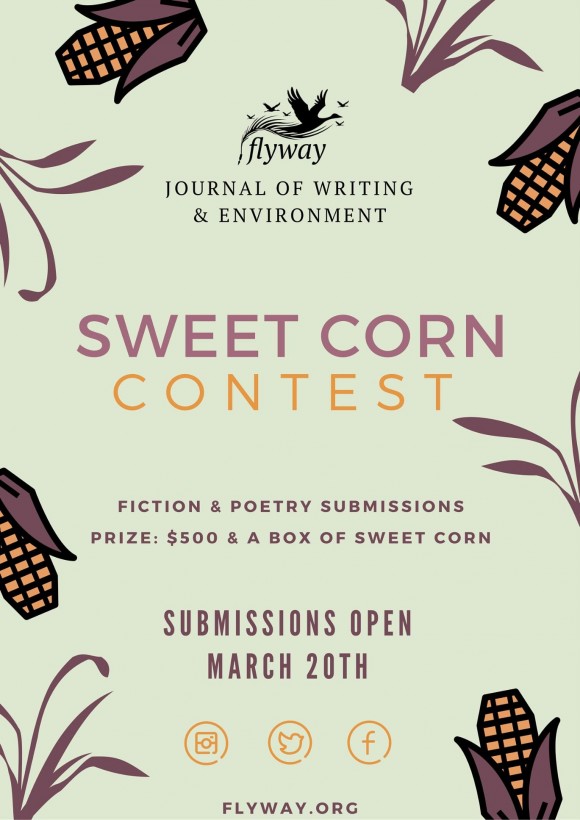 flyway
JOURNAL OF WRITING
& ENVIRONMENT
SWEET CORN
CONTEST
FICTION & POETRY SUBMISSIONS
PRIZE: $500 & A BOX OF SWEET CORN
SUBMISSIONS OPEN
MARCH 20TH
FLYWAY.ORG